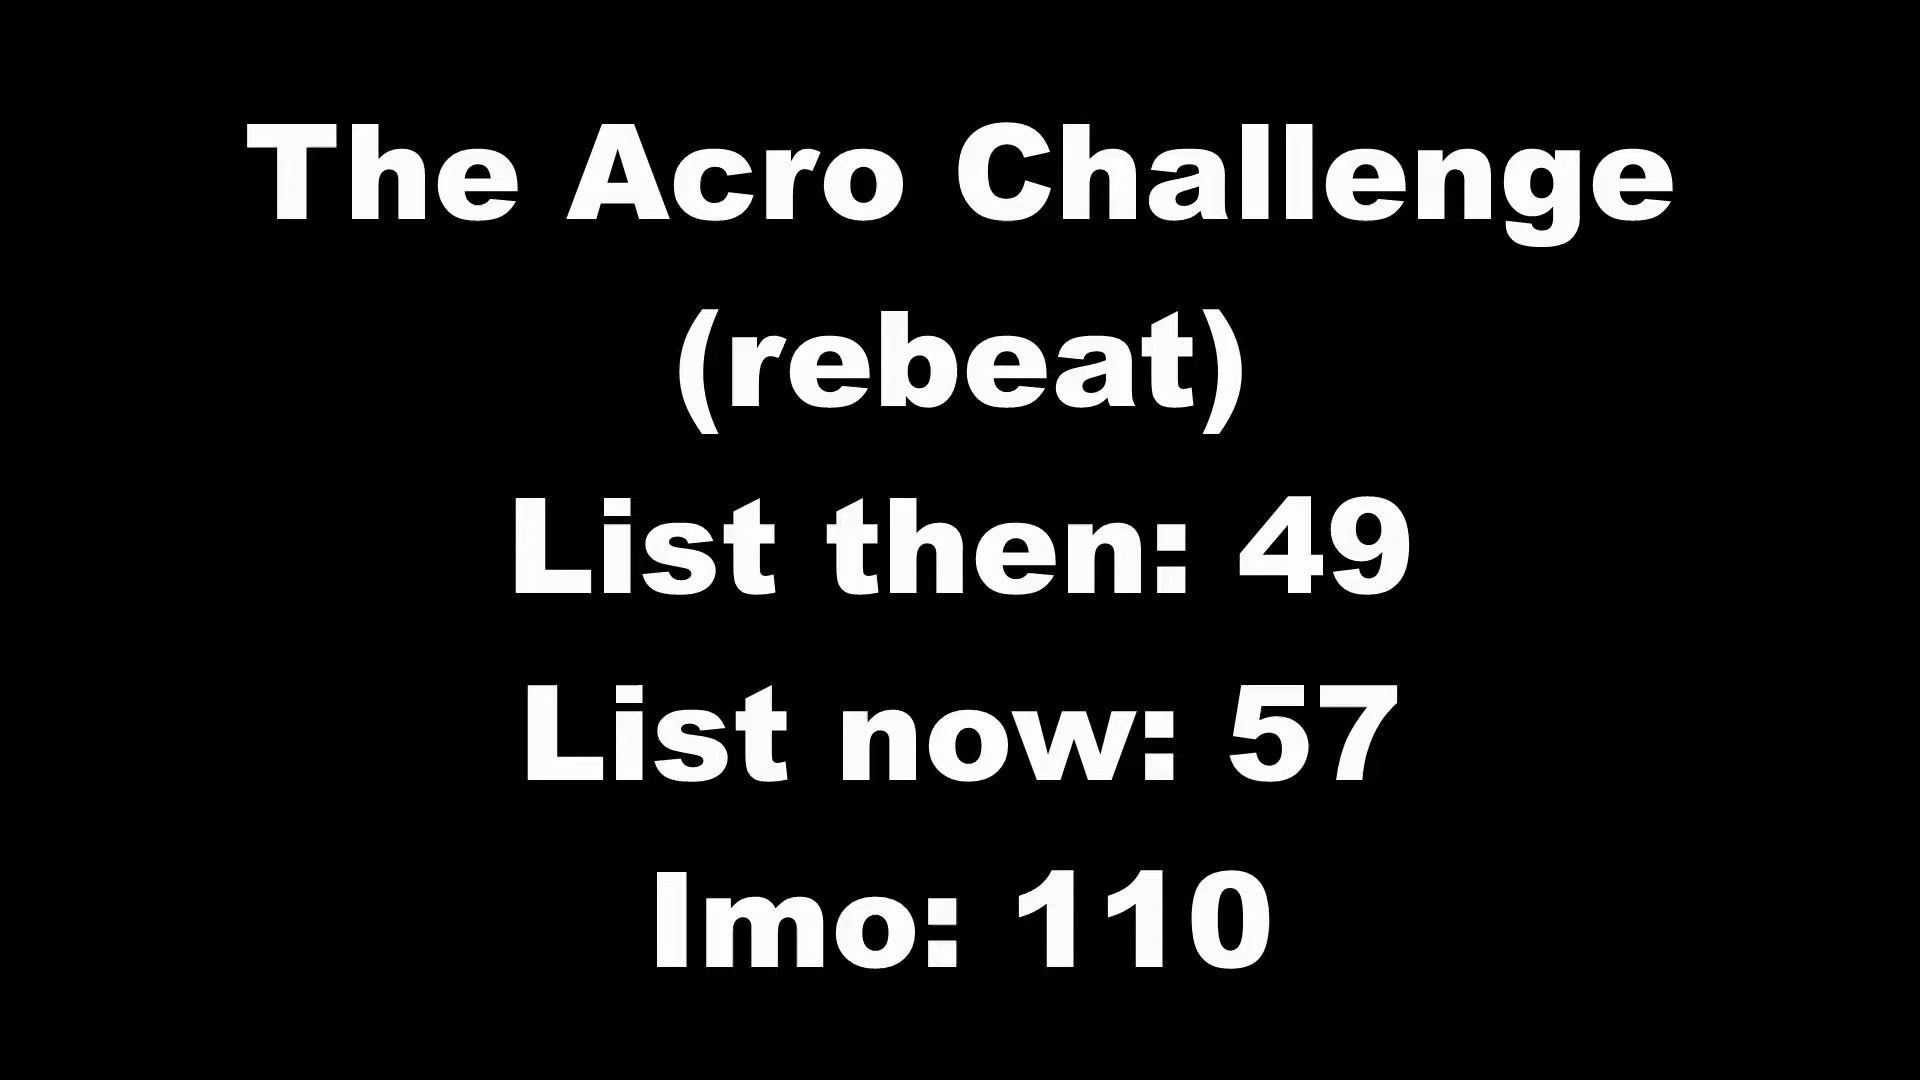 The Acro Challenge
(rebeat)
List then: 49
List now: 57
Imo: 110